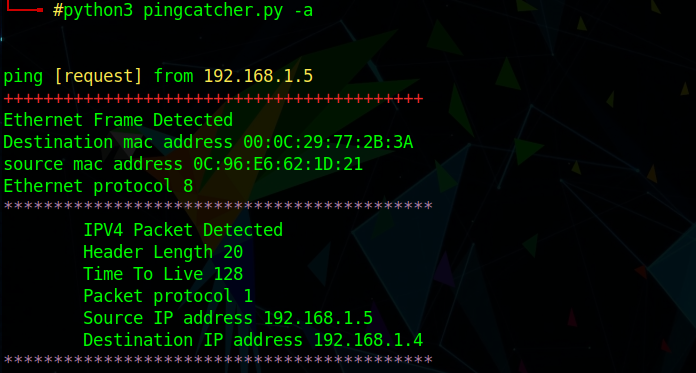 #python3 pingcatcher.py -a
ping [request] from 192.168.1.5
++++++++++++++++++++++++++++++++++++++++++
Ethernet Frame Detected
Destination mac address 00:0C:29:77:2B:3A
source mac address 0C:96:E6:62:1D:21
Ethernet protocol 8
*******************************************
IPV4 Packet Detected
Header Length 20
Time To Live 128
Packet protocol 1
Source IP address 192.168.1.5
Destination IP address 192.168.1.4
*******************************************